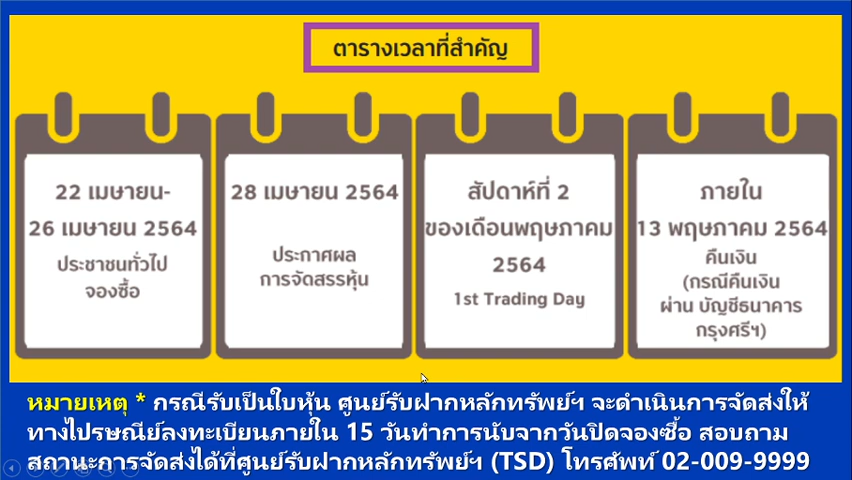 ตารางเวลาที่สำคัญ
22 เมษายน-
26 เมษายน 2564
ประชาชนทั่วไป
จองซื้อ
28 เมษายน 2564
ประกาศผล
การจัดสรรหุ้น
สัปดาห์ที่ 2
ของเดือนพฤษภาคม
2564
1st Trading Day
ภายใน
13 พฤษภาคม 2564
คืนเงิน
(กรณีคืนเงิน
ผ่าน บัญชีธนาคาร
กรุงศรีฯ)
หมายเหตุ * กรณีรับเป็นใบหุ้น ศูนย์รับฝากหลักทรัพย์ฯ จะดำเนินการจัดส่งให้
ทางไปรษณีย์ลงทะเบียนภายใน 15 วันทำการนับจากวันปิดจองซื้อ สอบถาม
สถานะการจัดส่งได้ที่ศูนย์รับฝากหลักทรัพย์ฯ (TSD) โทรศัพท์ 02-009-9999